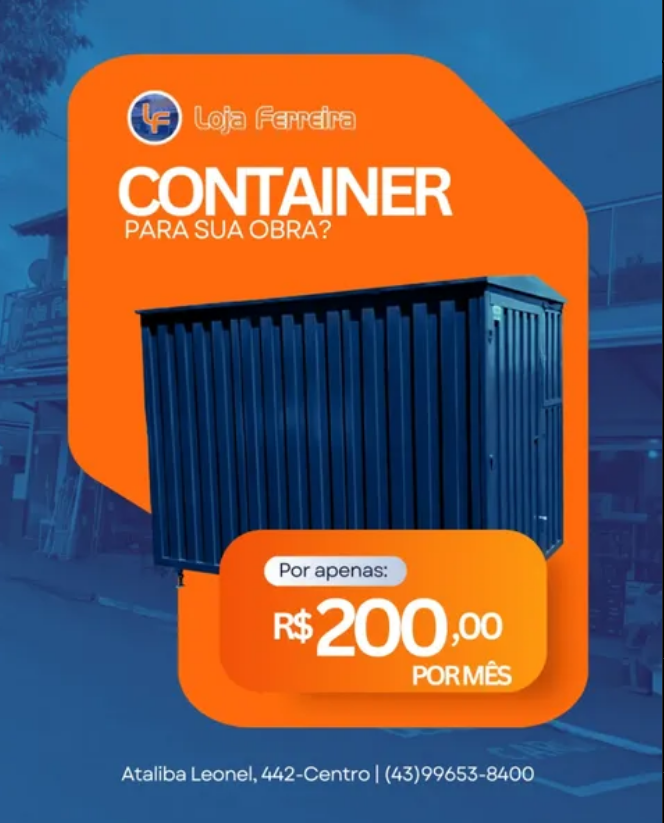 LF Loja Ferreira
CONTAINER
PARA SUA OBRA?
Por apenas:
R$200,00
POR MÊS
Ataliba Leonel, 442-Centro | (43)99653-8400